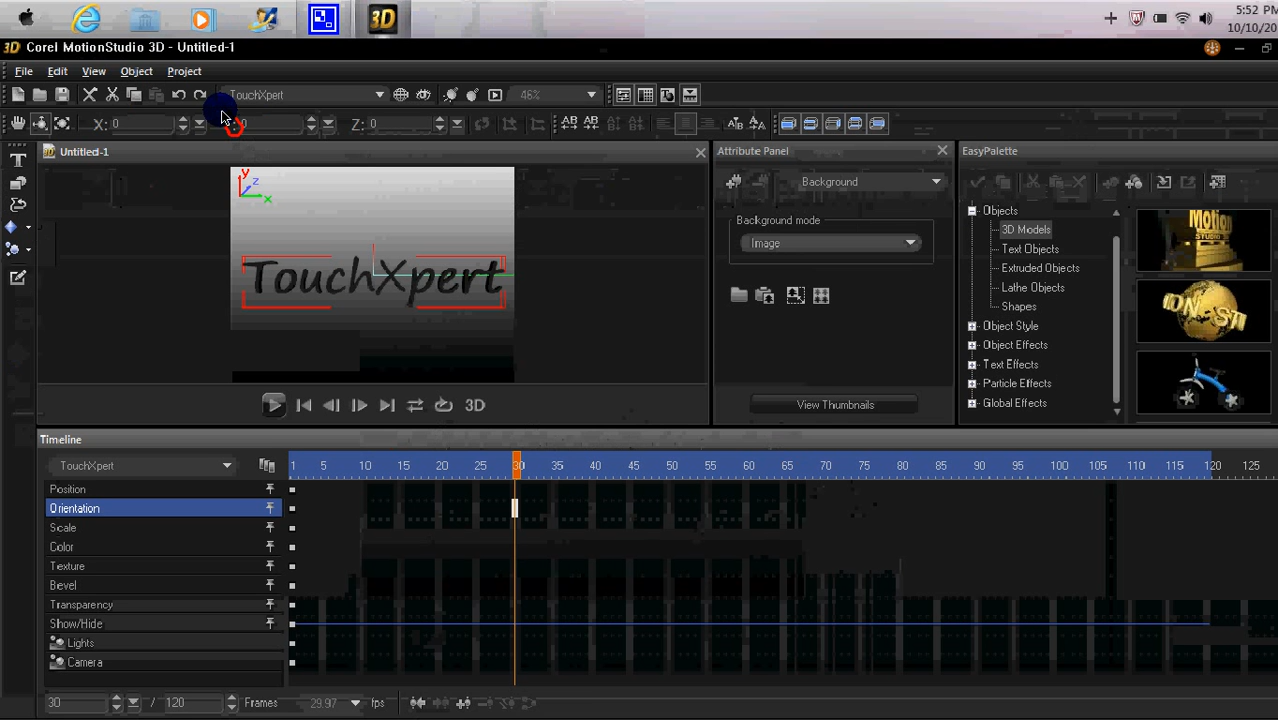 5:52 PM
10/10/20
3D Corel MotionStudio 3D - Untitled-1
File Edit View Object Project
TouchXpert 46%
X: 0 0 Z: 0
Untitled-1
Attribute Panel
EasyPalette
Background
Background mode
Image
View Thumbnails
Objects
3D Models
Text Objects
Extruded Objects
Lathe Objects
Shapes
Object Style
Object Effects
Text Effects
Particle Effects
Global Effects
y
z
x
TouchXpert
3D
Timeline
TouchXpert
1 5 10 15 20 25 30 35 40 45 50 55 60 65 70 75 80 85 90 95 100 105 110 115 120 125
Position
Orientation
Scale
Color
Texture
Bevel
Transparency
Show/Hide
Lights
Camera
30 / 120 Frames 29.97 fps